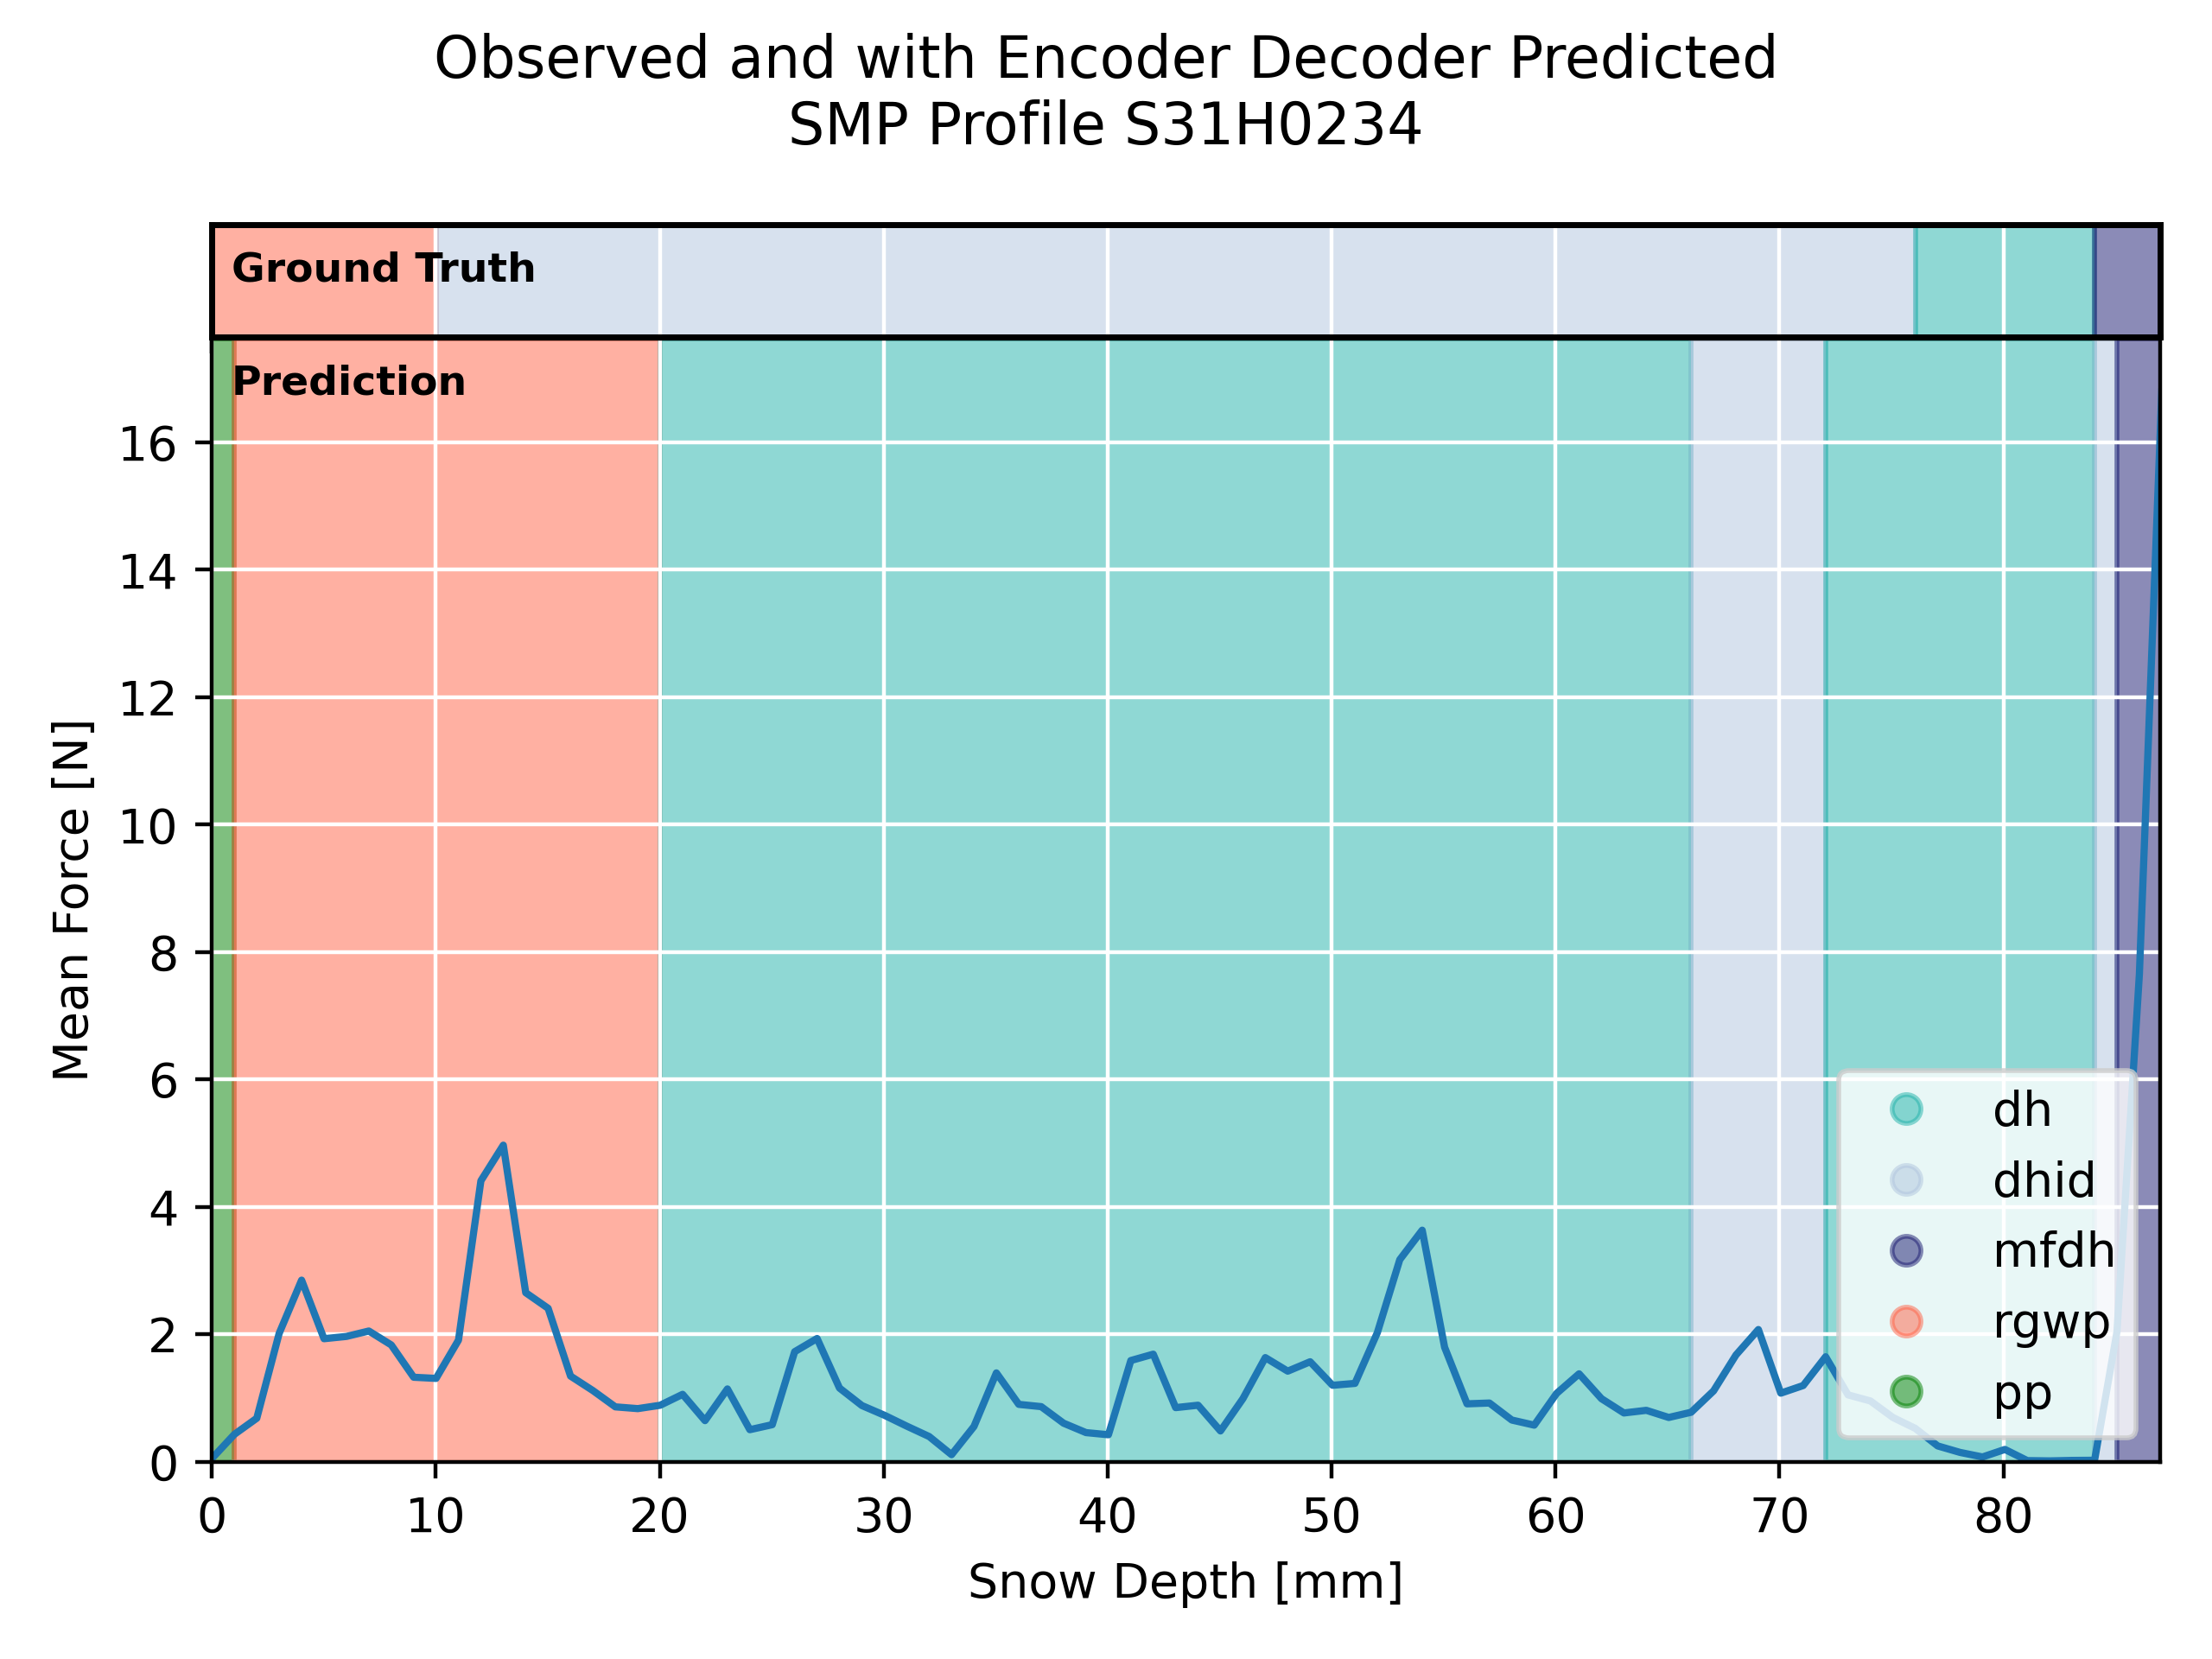 Observed and with Encoder Decoder Predicted
SMP Profile S31H0234
Ground Truth
Prediction
16
14
12
10
8
6
4
2
0
Mean Force [N]
dh
dhid
mfdh
rgwp
pp
0 10 20 30 40 50 60 70 80
Snow Depth [mm]